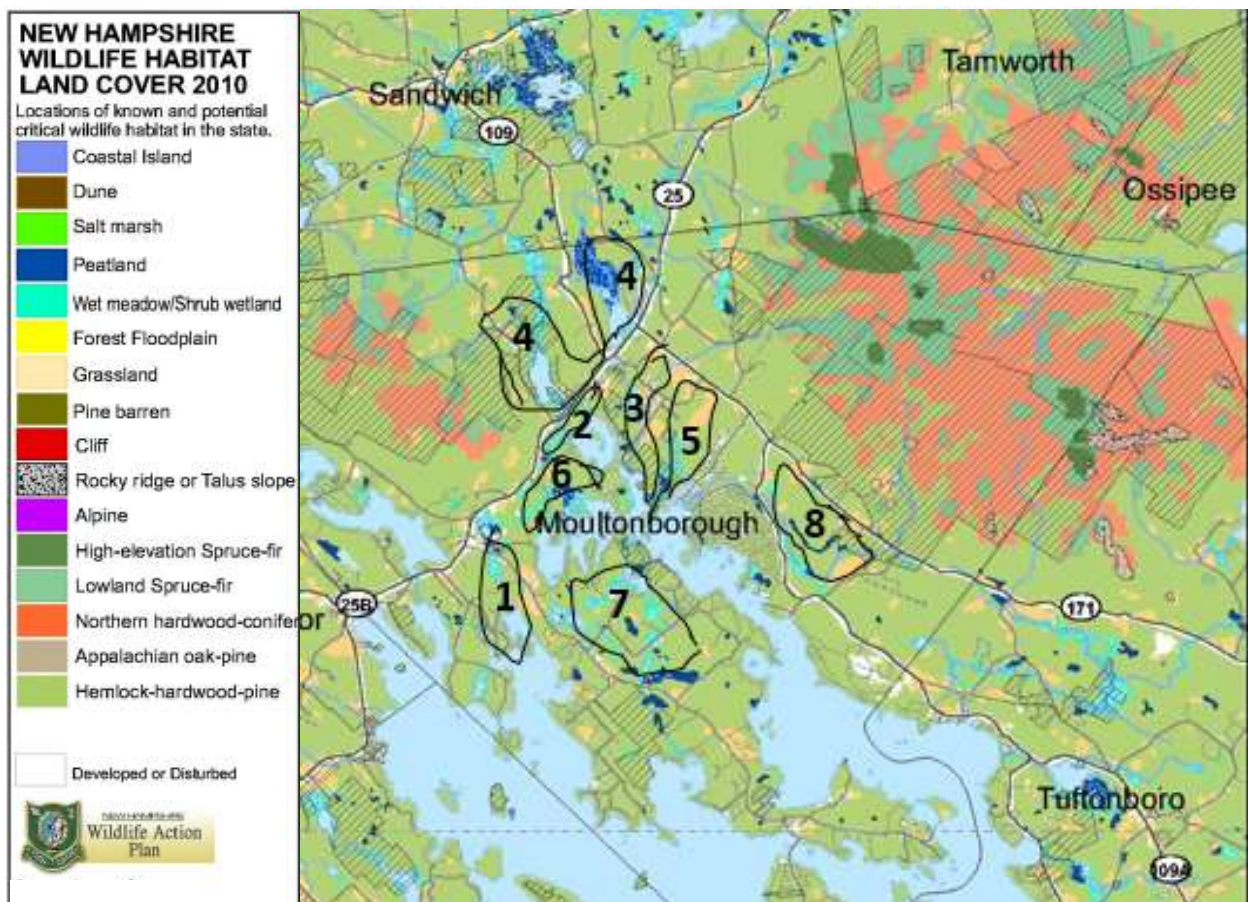 NEW HAMPSHIRE
WILDLIFE HABITAT
LAND COVER 2010
Locations of known and potential
critical wildlife habitat in the state.
Coastal Island
Dune
Salt marsh
Peatland
Wet meadow/Shrub wetland
Forest Floodplain
Grassland
Pine barren
Cliff
Rocky ridge or Talus slope
Alpine
High-elevation Spruce-fir
Lowland Spruce-fir
Northern hardwood-conifer
Appalachian oak-pine
Hemlock-hardwood-pine
Developed or Disturbed
NEW HAMPSHIRE
Wildlife Action
Plan
Tamworth
Sandwich
109
25
Ossipee
4
4
3
2
5
6
Moultonborough
8
1
7
25B
or
171
Tuftonboro
109A